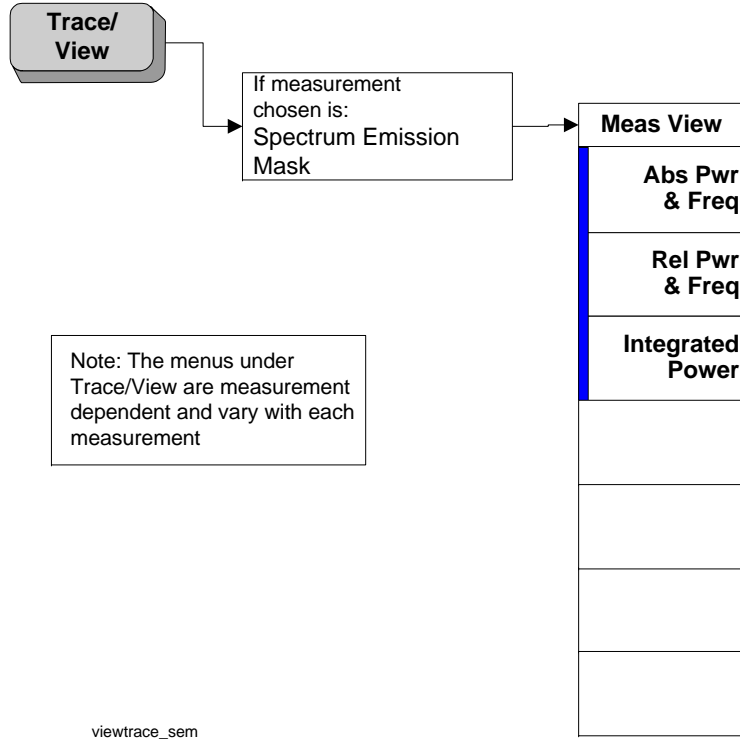 Trace/
View
If measurement
chosen is:
Spectrum Emission
Mask
Meas View
Abs Pwr
& Freq
Rel Pwr
& Freq
Integrated
Power
Note: The menus under
Trace/View are measurement
dependent and vary with each
measurement
viewtrace_sem